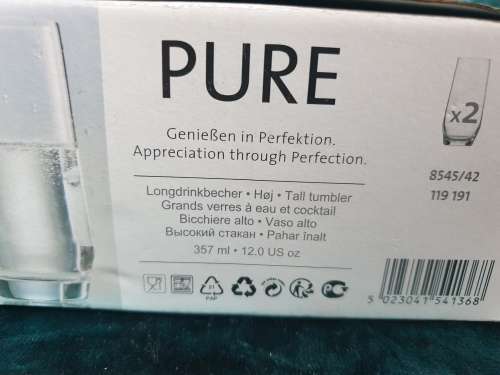 PURE
Genießen in Perfektion.
Appreciation through Perfection.
x2
8545/42
119 191
Longdrinkbecher • Høj • Tall tumbler
Grands verres à eau et cocktail
Bicchiere alto • Vaso alto
Высокий стакан • Pahar înalt
357 ml • 12.0 US oz
PAP
5 023041 541368